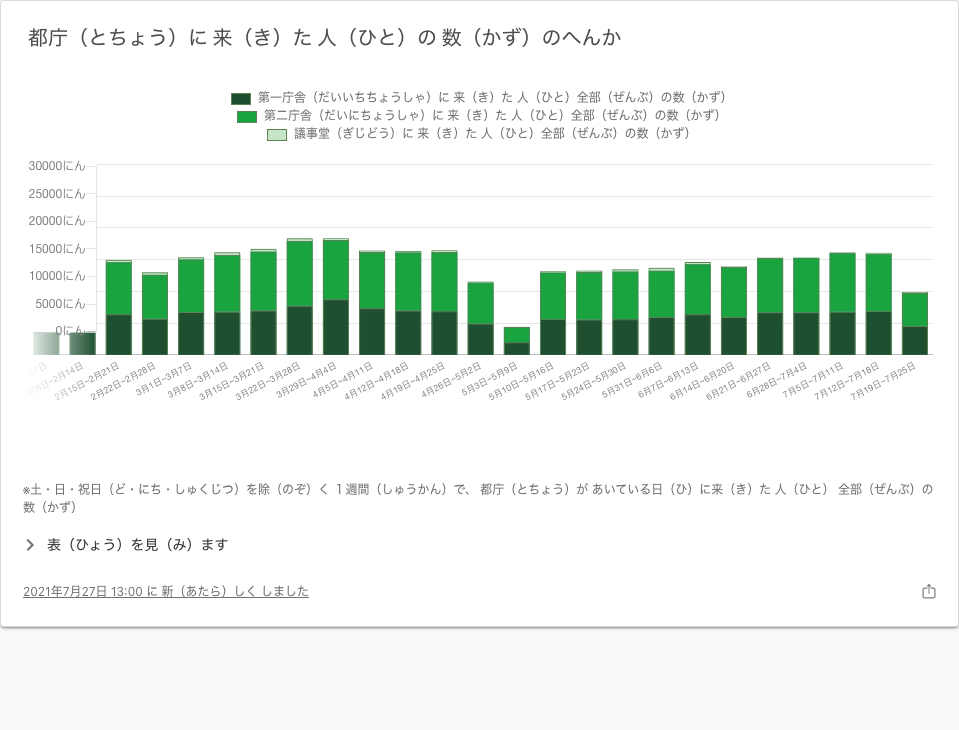 都庁（とちょう）に 来（き）た 人（ひと）の 数（かず）のへんか
第一庁舎（だいいちちょうしゃ）に 来（き）た 人（ひと）全部（ぜんぶ）の数（かず）
第二庁舎（だいにちょうしゃ）に 来（き）た 人（ひと）全部（ぜんぶ）の数（かず）
議事堂（ぎじどう）に 来（き）た 人（ひと）全部（ぜんぶ）の数（かず）
30000にん
25000にん
20000にん
15000にん
10000にん
5000にん
0にん
2月14日
2月15日~2月21日
2月22日~2月28日
3月1日~3月7日
3月8日~3月14日
3月15日~3月21日
3月22日~3月28日
3月29日~4月4日
4月5日~4月11日
4月12日~4月18日
4月19日~4月25日
4月26日~5月2日
5月3日~5月9日
5月10日~5月16日
5月17日~5月23日
5月24日~5月30日
5月31日~6月6日
6月7日~6月13日
6月14日~6月20日
6月21日~6月27日
6月28日~7月4日
7月5日~7月11日
7月12日~7月18日
7月19日~7月25日
※土・日・祝日（ど・にち・しゅくじつ）を除（のぞ）く １週間（しゅうかん）で、 都庁（とちょう）が あいている日（ひ）に来（き）た 人（ひと） 全部（ぜんぶ）の
数（かず）
表（ひょう）を見（み）ます
2021年7月27日 13:00 に 新（あたら）しく しました